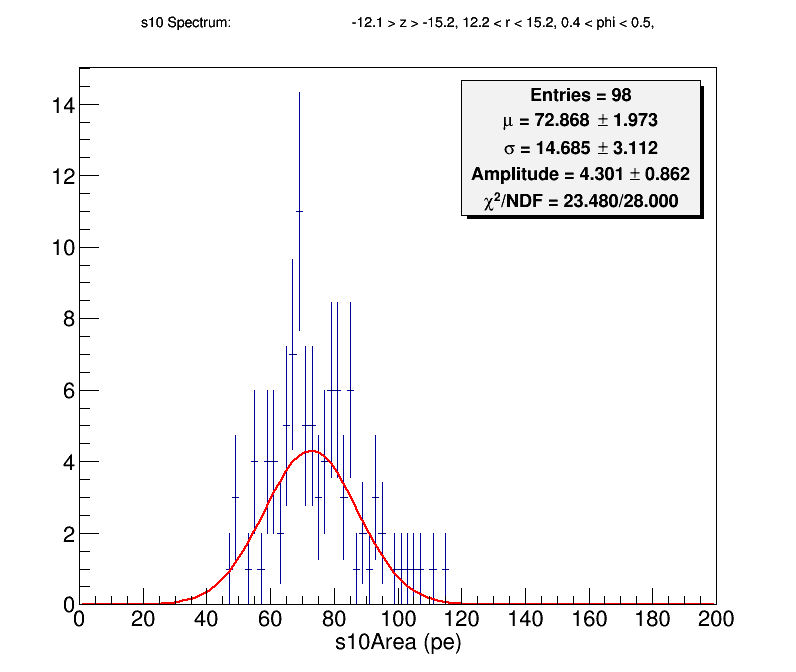 s10 Spectrum: -12.1 > z > -15.2, 12.2 < r < 15.2, 0.4 < phi < 0.5,
Entries = 98
μ = 72.868 ± 1.973
σ = 14.685 ± 3.112
Amplitude = 4.301 ± 0.862
χ²/NDF = 23.480/28.000
14
12
10
8
6
4
2
0
0 20 40 60 80 100 120 140 160 180 200
s10Area (pe)